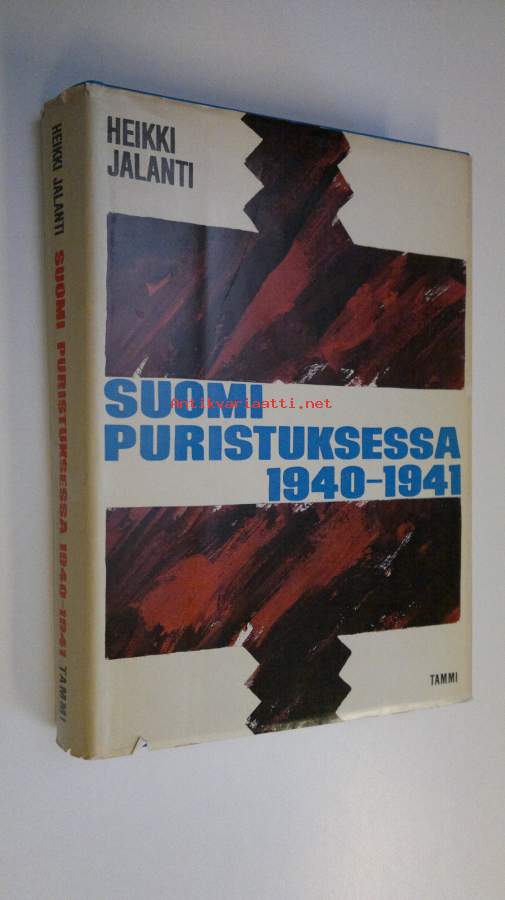 HEIKKI
JALANTI
SUOMI
Antikvariaatti.net
PURISTUKSESSA
1940-1941
TAMMI
HEIKKI JALANTI SUOMI PURISTUKSESSA 1940-1941 TAMMI